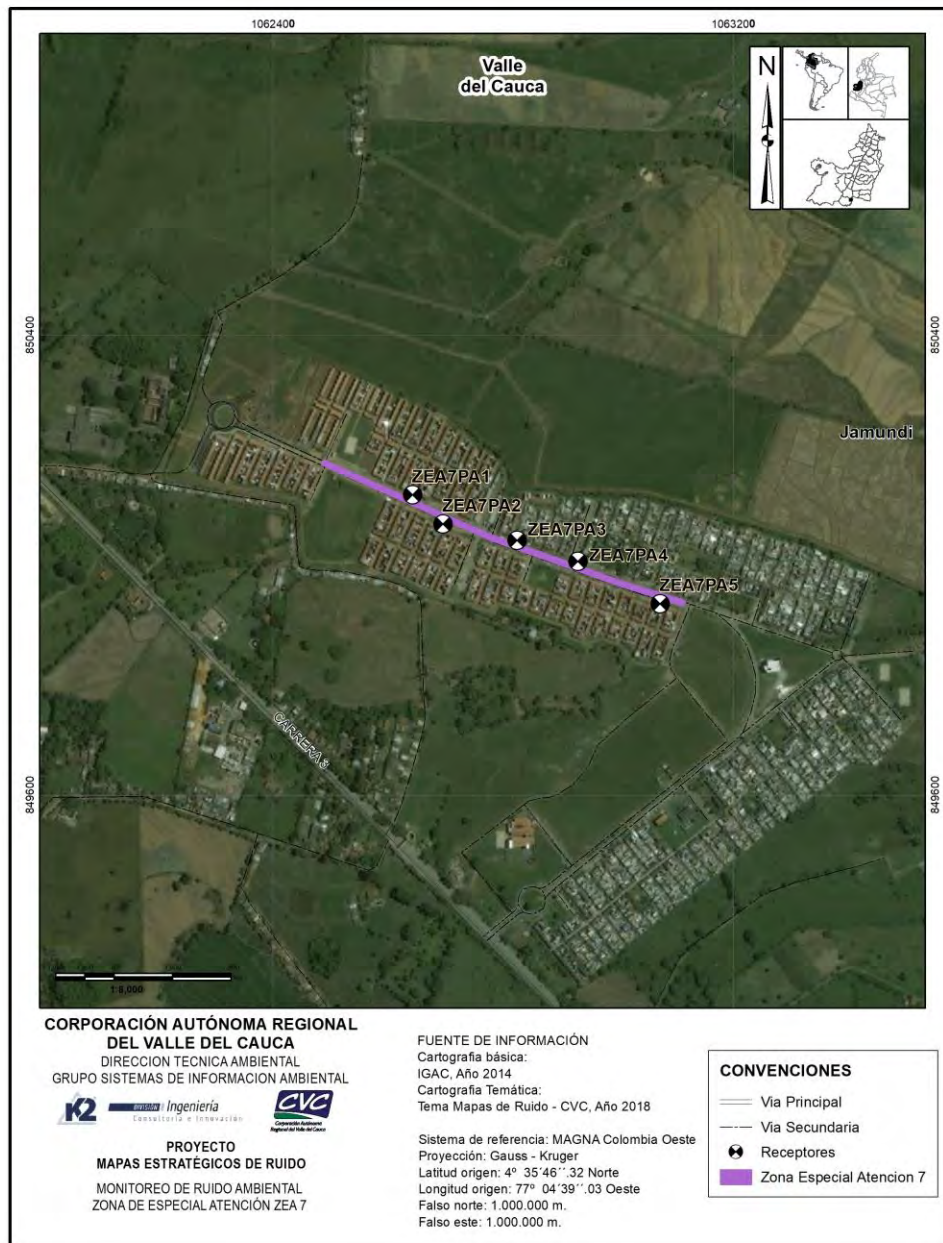 1062400
1063200
Valle
del Cauca
N
850400
850400
Jamundi
ZEA7PA1
ZEA7PA2
ZEA7PA3
ZEA7PA4
ZEA7PA5
CARRERA 3
849600
849600
1:8,000
CORPORACIÓN AUTÓNOMA REGIONAL
DEL VALLE DEL CAUCA
DIRECCION TECNICA AMBIENTAL
GRUPO SISTEMAS DE INFORMACION AMBIENTAL
K2
DIVISIÓN Ingeniería
Consultoría e Innovación
CVC
Corporación Autónoma
Regional del Valle del Cauca
PROYECTO
MAPAS ESTRATÉGICOS DE RUIDO
MONITOREO DE RUIDO AMBIENTAL
ZONA DE ESPECIAL ATENCIÓN ZEA 7
FUENTE DE INFORMACIÓN
Cartografia básica:
IGAC, Año 2014
Cartografia Temática:
Tema Mapas de Ruido - CVC, Año 2018
Sistema de referencia: MAGNA Colombia Oeste
Proyección: Gauss - Kruger
Latitud origen: 4º 35´46´´.32 Norte
Longitud origen: 77º 04´39´´.03 Oeste
Falso norte: 1.000.000 m.
Falso este: 1.000.000 m.
CONVENCIONES
Via Principal
Via Secundaria
Receptores
Zona Especial Atencion 7